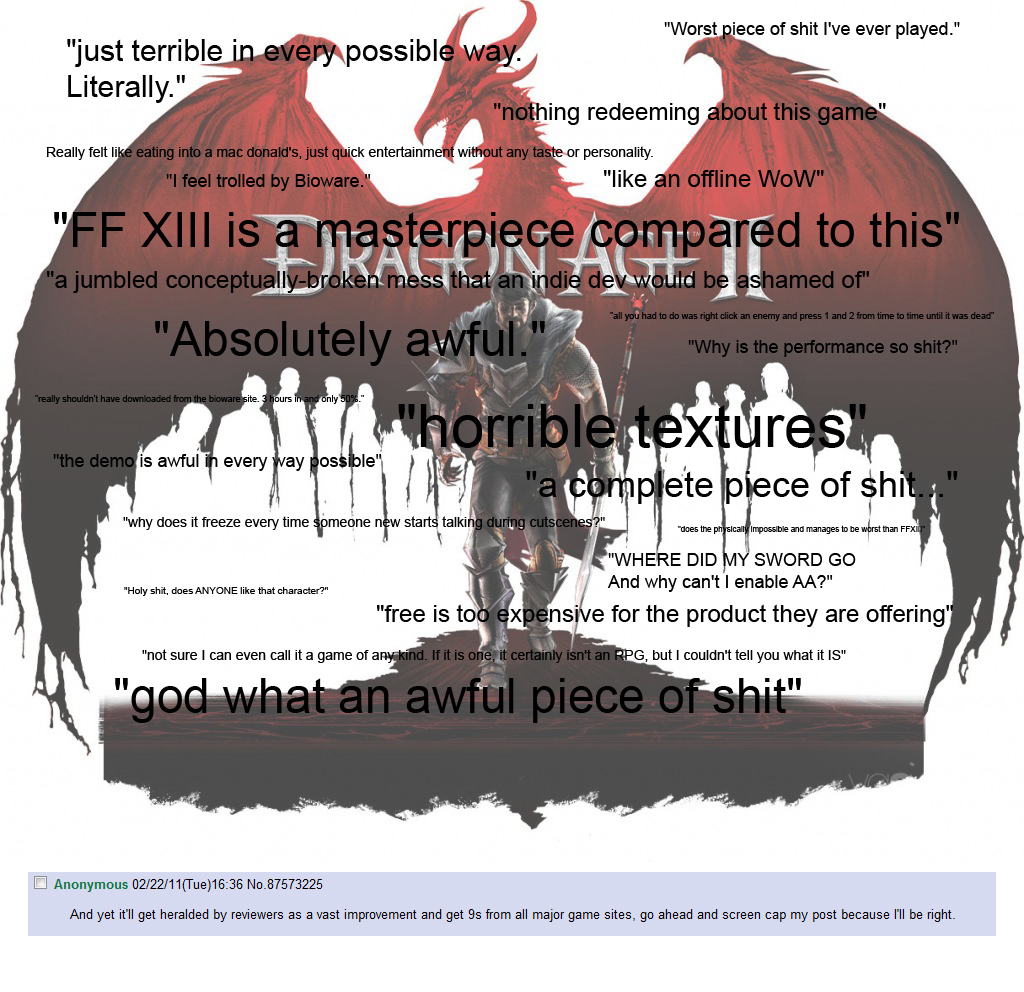 "Worst piece of shit I've ever played."
"just terrible in every possible way.
Literally."
"nothing redeeming about this game"
Really felt like eating into a mac donald's, just quick entertainment without any taste or personality.
"I feel trolled by Bioware."
"like an offline WoW"
"FF XIII is a masterpiece compared to this"
DRAGON AGE II
"a jumbled conceptually-broken mess that an indie dev would be ashamed of"
"all you had to do was right click an enemy and press 1 and 2 from time to time until it was dead"
"Absolutely awful."
"Why is the performance so shit?"
"really shouldn't have downloaded from the bioware site. 3 hours in and only 50%."
"horrible textures"
"the demo is awful in every way possible"
"a complete piece of shit..."
"why does it freeze every time someone new starts talking during cutscenes?"
"does the physically impossible and manages to be worst than FFXII."
"WHERE DID MY SWORD GO
And why can't I enable AA?"
"Holy shit, does ANYONE like that character?"
"free is too expensive for the product they are offering"
"not sure I can even call it a game of any kind. If it is one, it certainly isn't an RPG, but I couldn't tell you what it IS"
"god what an awful piece of shit"
Anonymous 02/22/11(Tue)16:36 No.87573225
And yet it'll get heralded by reviewers as a vast improvement and get 9s from all major game sites, go ahead and screen cap my post because I'll be right.